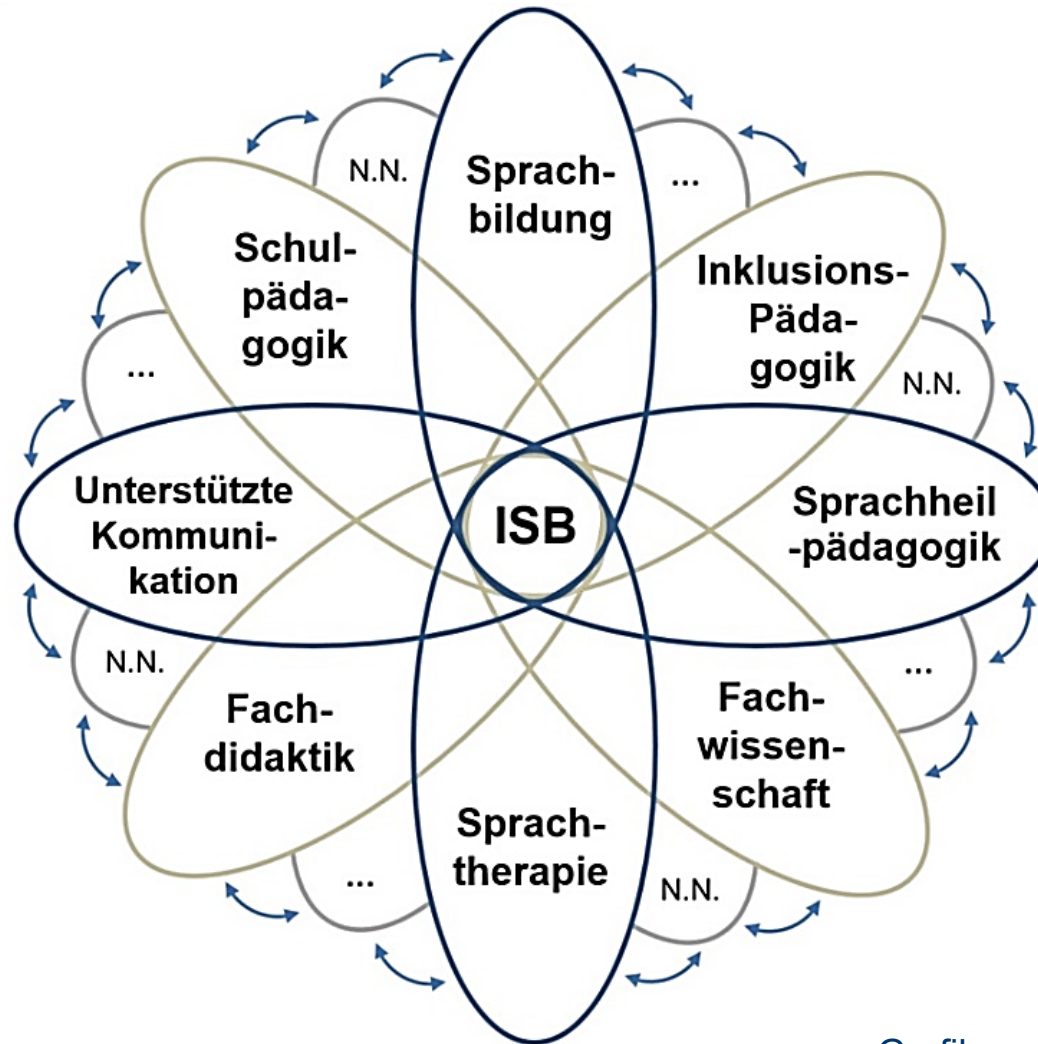 Sprach-
bildung
N.N.
...
Schul-
päda-
gogik
Inklusions-
Päda-
gogik
...
N.N.
Unterstützte
Kommuni-
kation
ISB
Sprachheil
-pädagogik
N.N.
...
Fach-
didaktik
Fach-
wissen-
schaft
Sprach-
therapie
...
N.N.